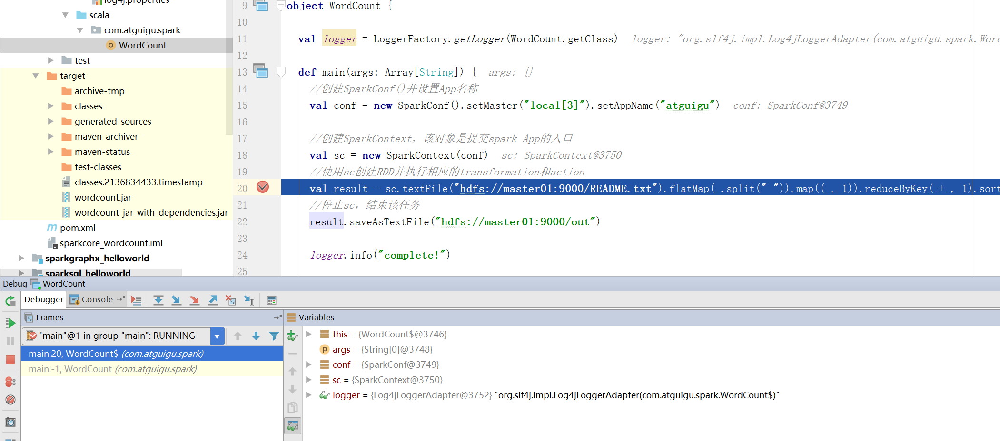 log4j.properties
scala
com.atguigu.spark
WordCount
test
target
archive-tmp
classes
generated-sources
maven-archiver
maven-status
test-classes
classes.2136834433.timestamp
wordcount.jar
wordcount-jar-with-dependencies.jar
pom.xml
sparkcore_wordcount.iml
sparkgraphx_helloworld
sparksql_helloworld
9 object WordCount {
10
11 val logger = LoggerFactory.getLogger(WordCount.getClass) logger: "org.slf4j.impl.Log4jLoggerAdapter(com.atguigu.spark.Word
12
13 def main(args: Array[String]) { args: {}
14 //创建SparkConf()并设置App名称
15 val conf = new SparkConf().setMaster("local[3]").setAppName("atguigu") conf: SparkConf@3749
16
17 //创建SparkContext，该对象是提交spark App的入口
18 val sc = new SparkContext(conf) sc: SparkContext@3750
19 //使用sc创建RDD并执行相应的transformation和action
20 val result = sc.textFile("hdfs://master01:9000/README.txt").flatMap(_.split(" ")).map((_, 1)).reduceByKey(_+_, 1).sort
21 //停止sc，结束该任务
22 result.saveAsTextFile("hdfs://master01:9000/out")
23
24 logger.info("complete!")
25
Debug WordCount
Debugger Console
Frames
"main"@1 in group "main": RUNNING
main:20, WordCount$ (com.atguigu.spark)
main:-1, WordCount (com.atguigu.spark)
Variables
this = {WordCount$@3746}
args = {String[0]@3748}
conf = {SparkConf@3749}
sc = {SparkContext@3750}
logger = {Log4jLoggerAdapter@3752} "org.slf4j.impl.Log4jLoggerAdapter(com.atguigu.spark.WordCount$)"